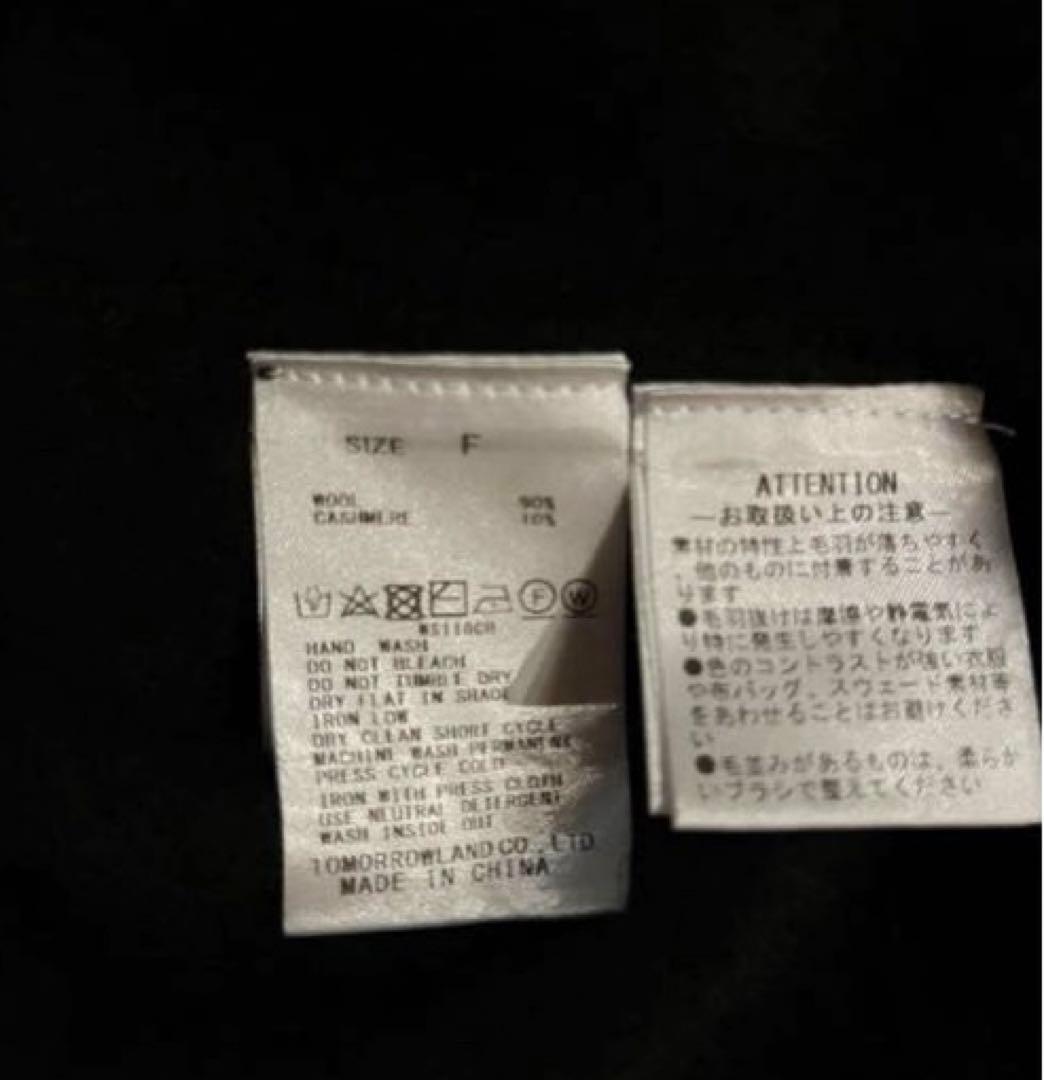 SIZE F
WOOL 90%
CASHMERE 10%
F W
HAND WASH
DO NOT BLEACH
DO NOT TUMBLE DRY
DRY FLAT IN SHADE
IRON LOW
DRY CLEAN SHORT CYCLE
MACHINE WASH PERMANENT
PRESS CYCLE COLD
IRON WITH PRESS CLOTH
USE NEUTRAL DETERGENT
WASH INSIDE OUT
TOMORROWLAND CO.,LTD
MADE IN CHINA
ATTENTION
―お取扱い上の注意―
素材の特性上毛羽が落ちやすく
、他のものに付着することがあ
ります
●毛羽抜けは摩擦や静電気によ
り特に発生しやすくなります
●色のコントラストが強い衣服
や布バッグ、スウェード素材等
をあわせることはお避けくださ
い
●毛並みがあるものは、柔らか
いブラシで整えてください